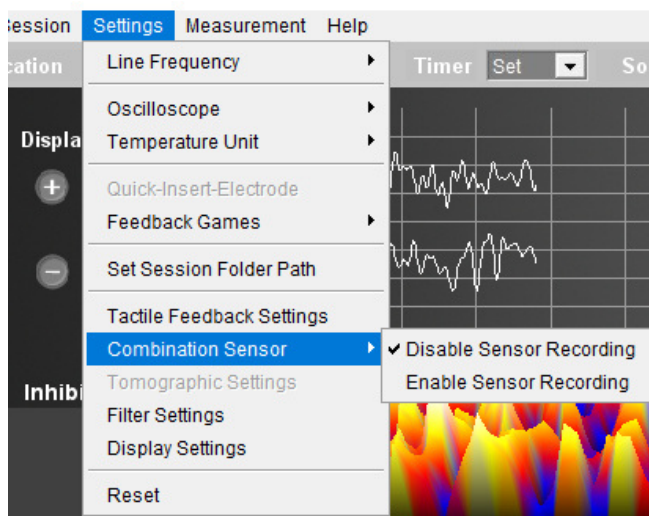 Session Settings Measurement Help
cation Timer Set So
Line Frequency
Oscilloscope
Displa
Temperature Unit
Quick-Insert-Electrode
Feedback Games
Set Session Folder Path
Tactile Feedback Settings
Combination Sensor
Disable Sensor Recording
Tomographic Settings
Enable Sensor Recording
Inhibi
Filter Settings
Display Settings
Reset